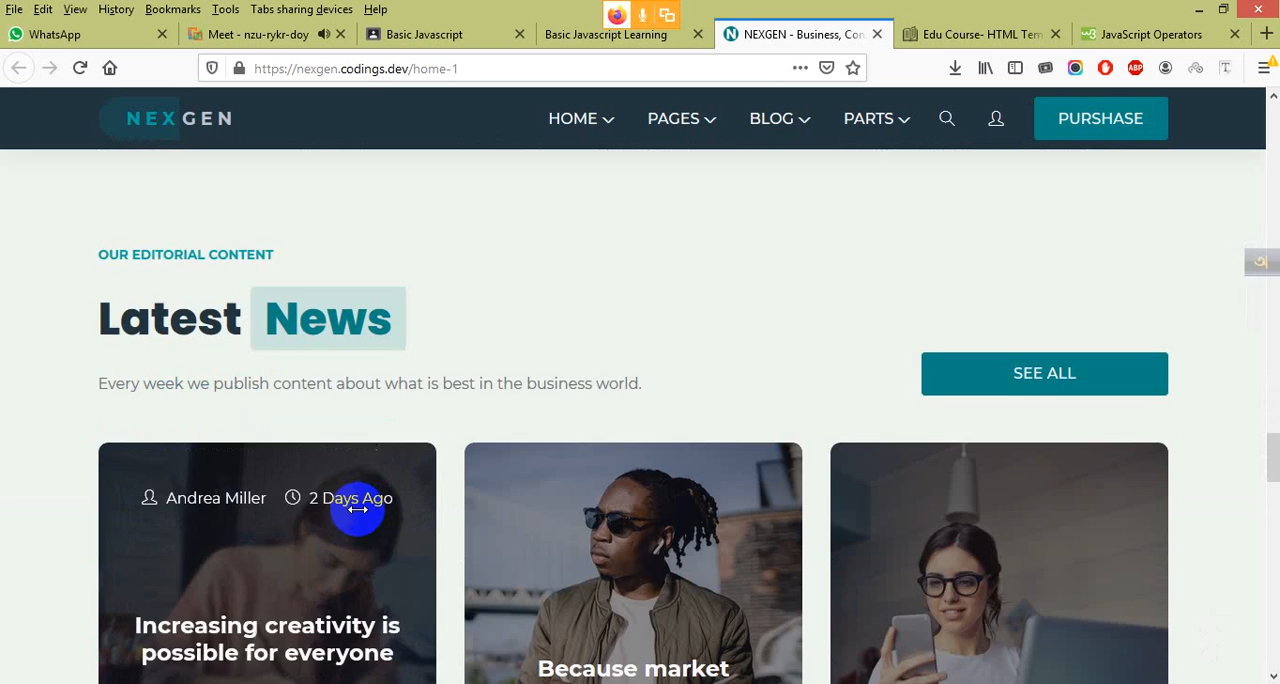 File Edit View History Bookmarks Tools Tabs sharing devices Help
WhatsApp Meet - nzu-rykr-doy Basic Javascript Basic Javascript Learning NEXGEN - Business, Con Edu Course- HTML Tem JavaScript Operators
https://nexgen.codings.dev/home-1
NEXGEN HOME PAGES BLOG PARTS PURSHASE
OUR EDITORIAL CONTENT
Latest News
Every week we publish content about what is best in the business world.
SEE ALL
Andrea Miller 2 Days Ago
Increasing creativity is
possible for everyone
Because market